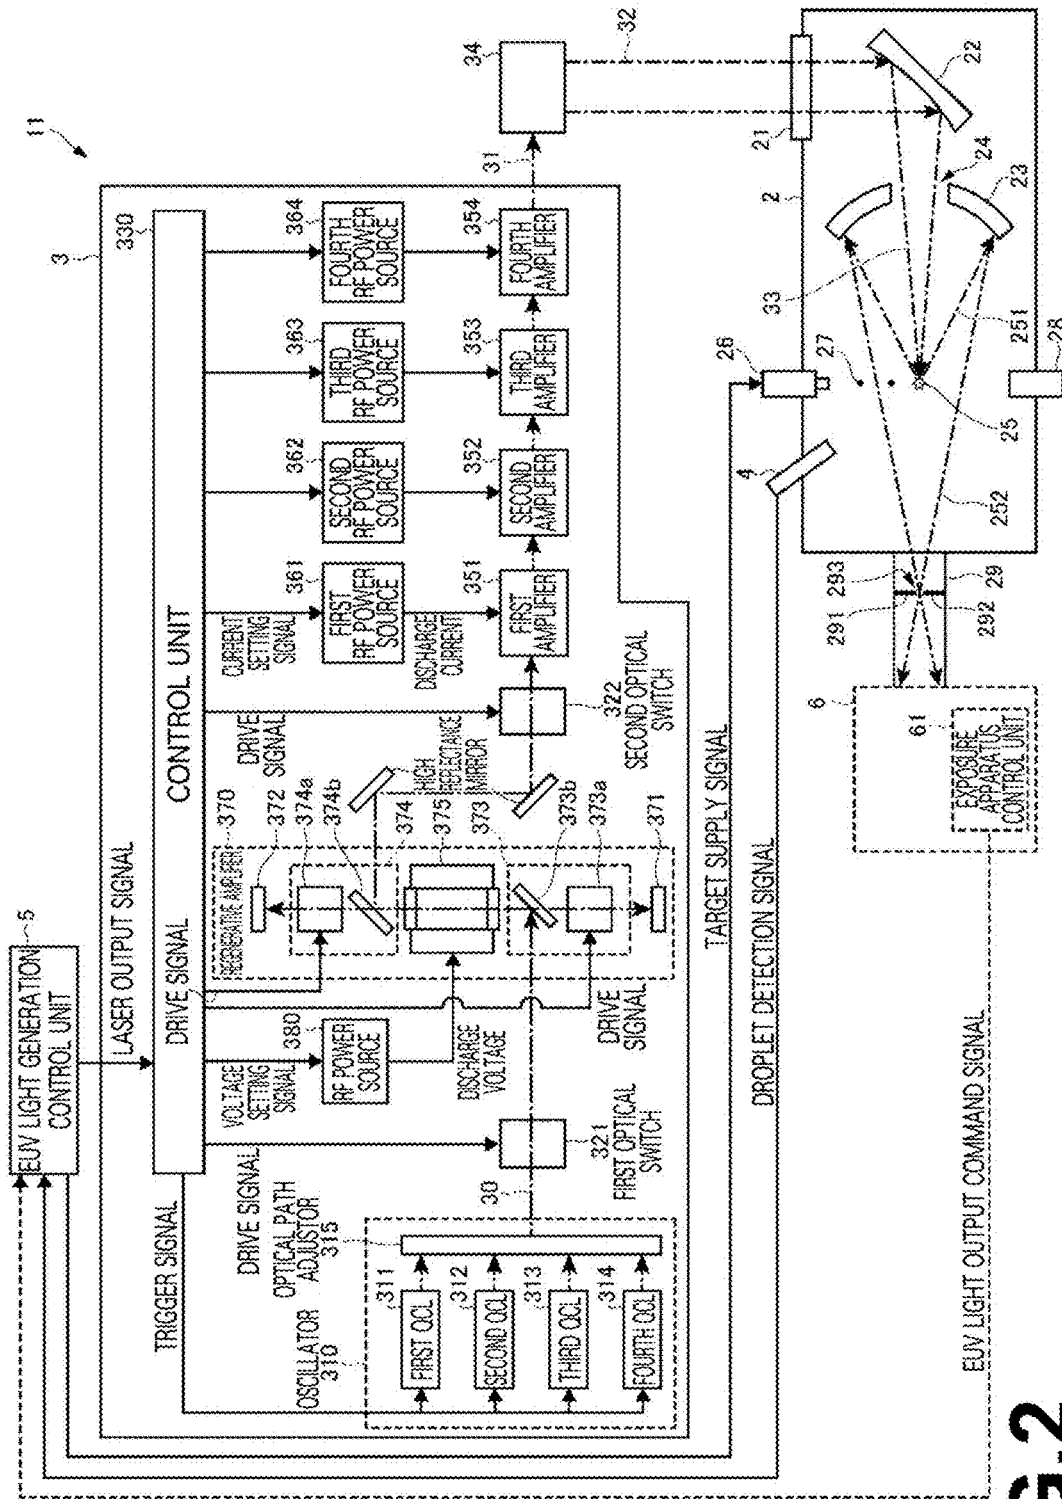 11
3
330
CONTROL UNIT
EUV LIGHT GENERATION
CONTROL UNIT
5
LASER OUTPUT SIGNAL
DRIVE SIGNAL
TRIGGER SIGNAL
VOLTAGE
SETTING
SIGNAL
380
RF POWER
SOURCE
DISCHARGE
VOLTAGE
DRIVE SIGNAL
OPTICAL PATH
ADJUSTOR
315
OSCILLATOR
310
311
FIRST QCL
312
SECOND QCL
313
THIRD QCL
314
FOURTH QCL
30
321
FIRST OPTICAL
SWITCH
DRIVE
SIGNAL
REGENERATIVE AMPLIFIER
370
372
374a
374b
374
375
373
373b
373a
371
HIGH
REFLECTANCE
MIRROR
DRIVE
SIGNAL
322
SECOND OPTICAL
SWITCH
CURRENT
SETTING
SIGNAL
361
FIRST
RF POWER
SOURCE
DISCHARGE
CURRENT
351
FIRST
AMPLIFIER
362
SECOND
RF POWER
SOURCE
352
SECOND
AMPLIFIER
363
THIRD
RF POWER
SOURCE
353
THIRD
AMPLIFIER
364
FOURTH
RF POWER
SOURCE
354
FOURTH
AMPLIFIER
31
34
32
21
22
2
24
23
33
251
26
27
25
28
4
252
293
291
292
29
6
61
EXPOSURE
APPARATUS
CONTROL UNIT
TARGET SUPPLY SIGNAL
DROPLET DETECTION SIGNAL
EUV LIGHT OUTPUT COMMAND SIGNAL
G.2